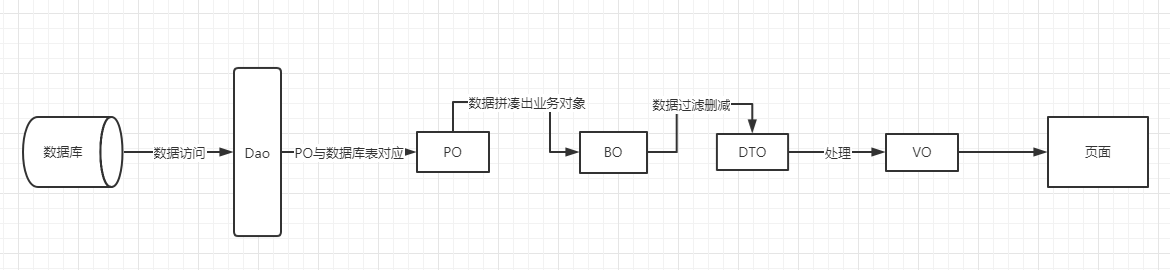 数据库
数据访问
Dao
PO与数据库表对应
PO
数据拼凑出业务对象
BO
数据过滤删减
DTO
处理
VO
页面